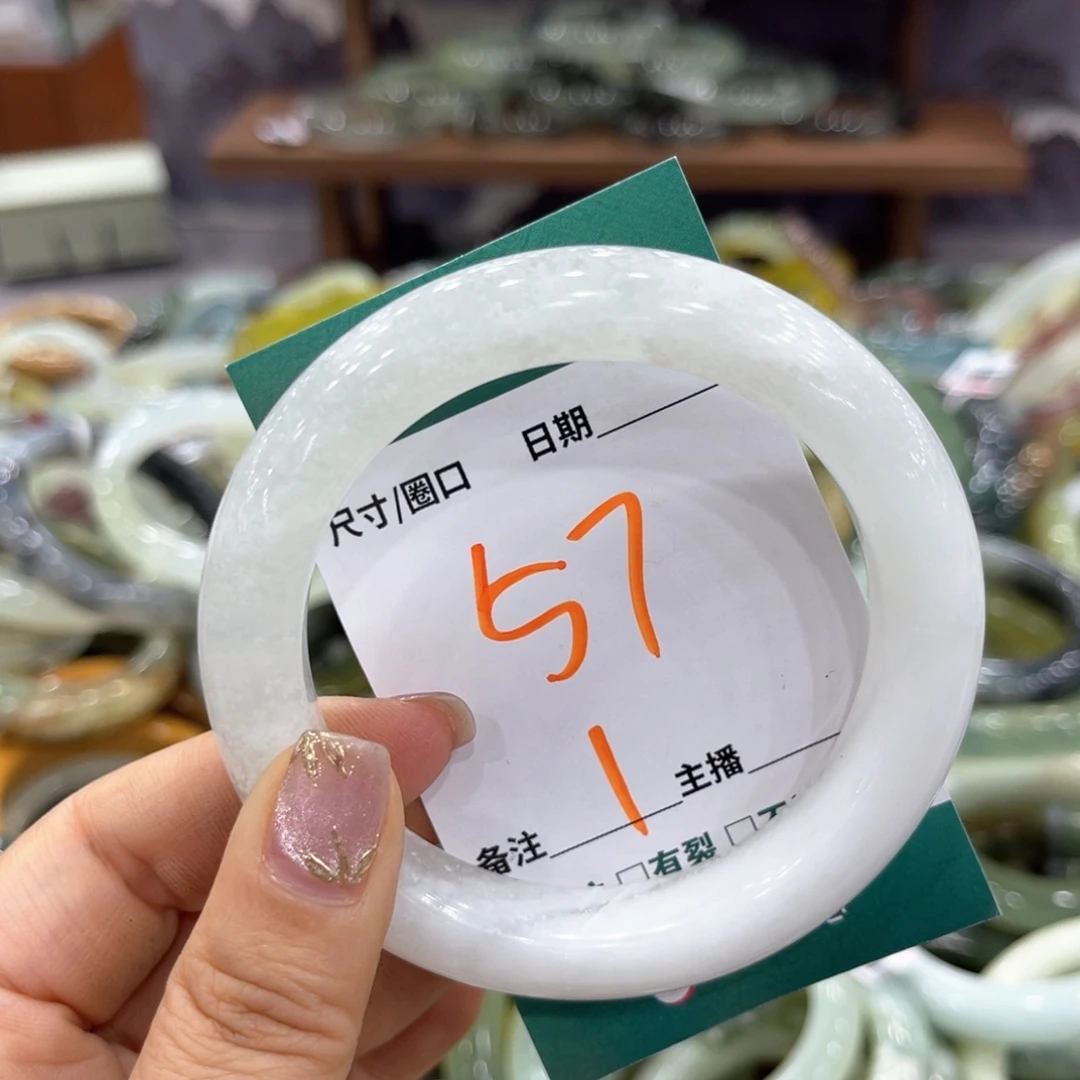 尺寸/圈口 日期
57
1
备注 主播
□有裂 □